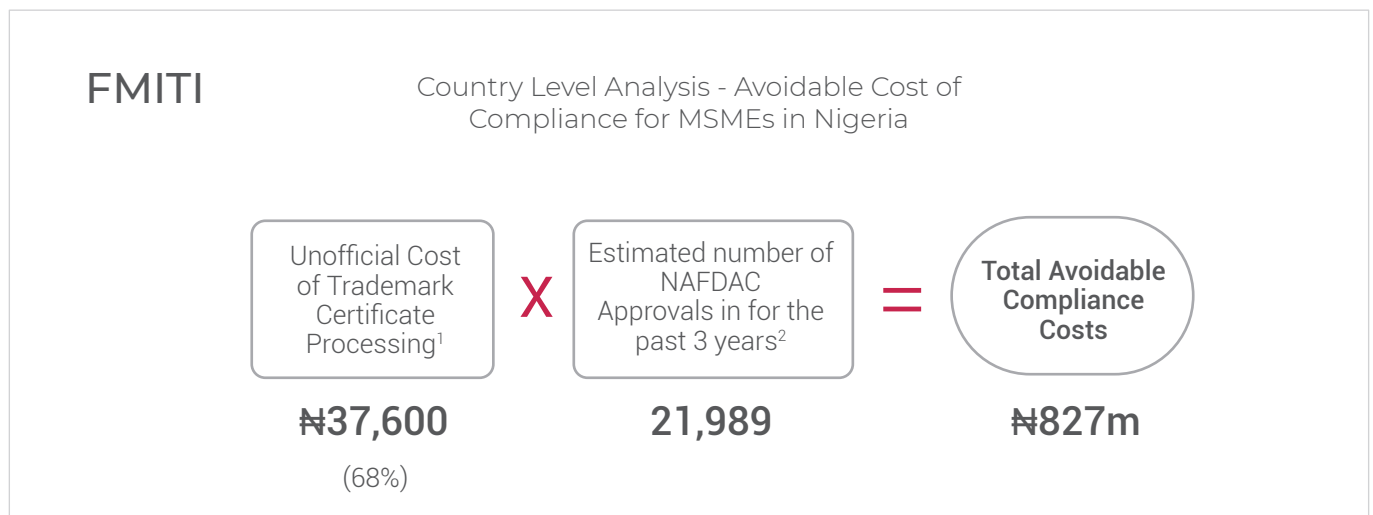 FMITI
Country Level Analysis - Avoidable Cost of
Compliance for MSMEs in Nigeria
Unofficial Cost
of Trademark
Certificate
Processing¹
X
Estimated number of
NAFDAC
Approvals in for the
past 3 years²
=
Total Avoidable
Compliance
Costs
₦37,600
21,989
₦827m
(68%)